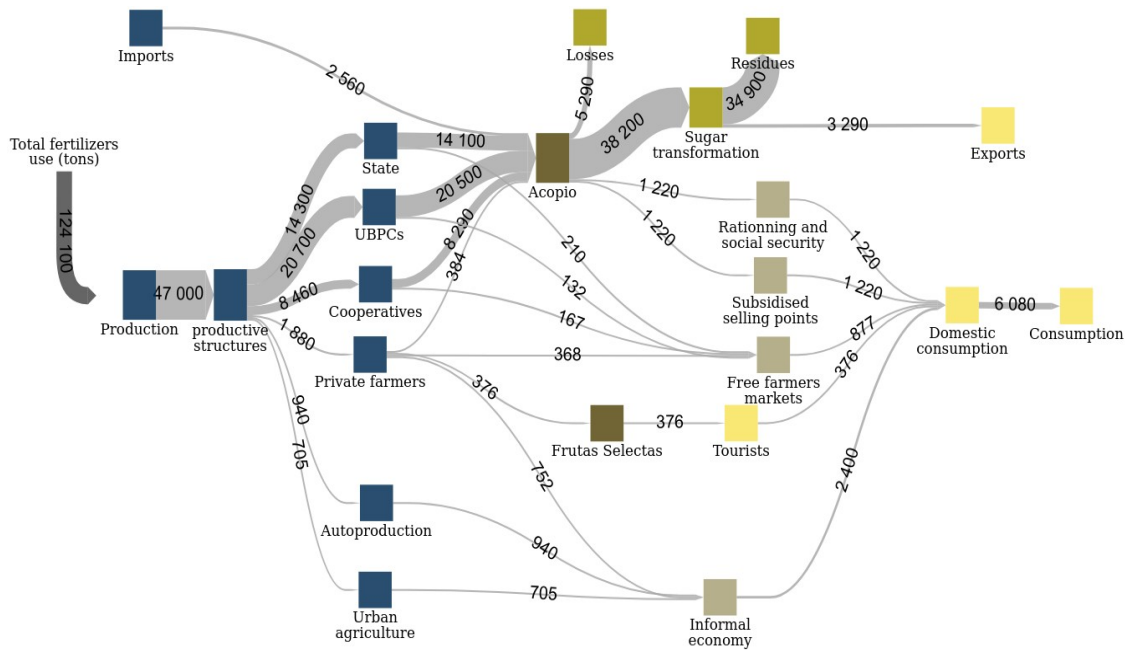 Imports
Losses
Residues
2 560
5 290
34 900
38 200
Total fertilizers
use (tons)
124 100
14 100
State
Acopio
Sugar
transformation
3 290
Exports
14 300
20 500
UBPCs
20 700
1 220
Rationning and
social security
1 220
8 290
384
1 220
210
Production
47 000
productive
structures
8 460
Cooperatives
132
Subsidised
selling points
1 220
Domestic
consumption
6 080
Consumption
1 880
167
877
Private farmers
368
Free farmers
markets
376
376
Frutas Selectas
376
Tourists
940
705
752
2 400
Autoproduction
940
Urban
agriculture
705
Informal
economy